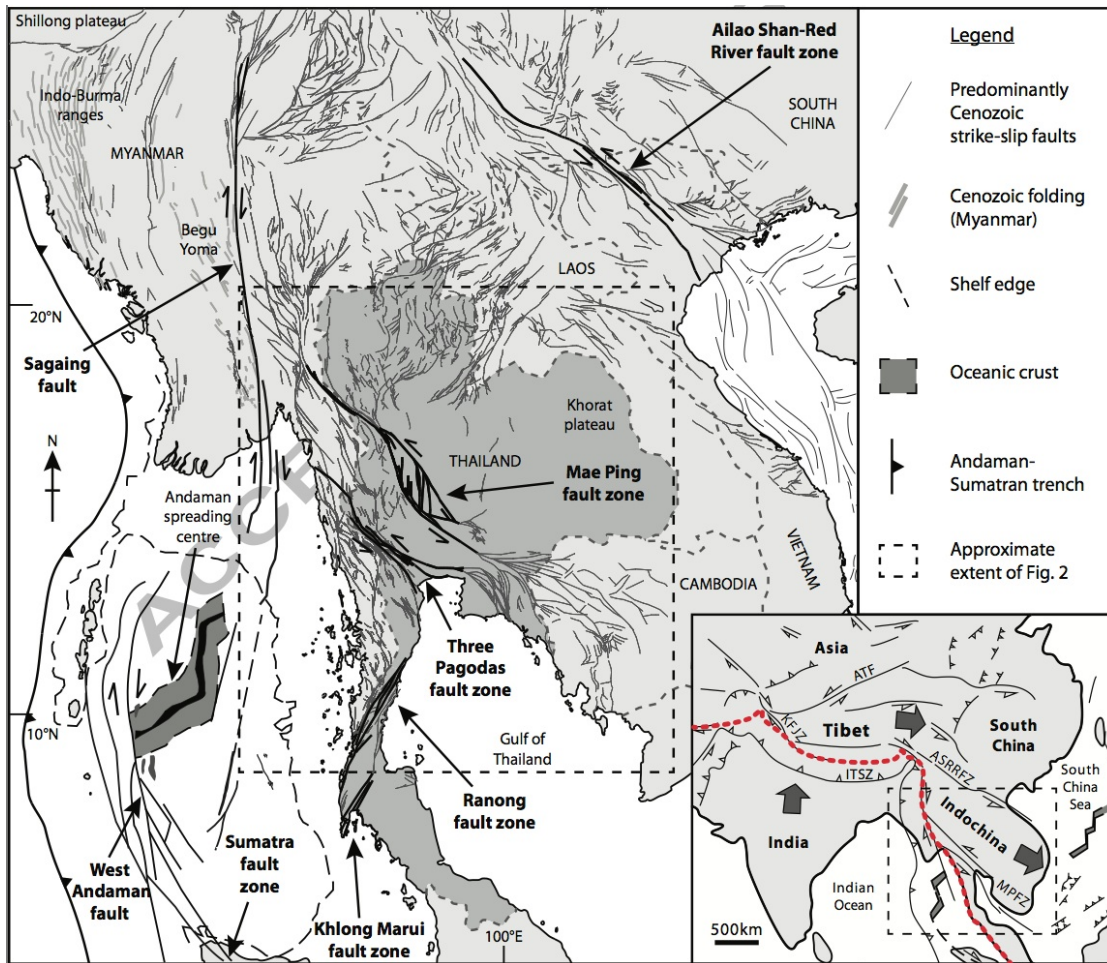 Shillong plateau
Indo-Burma
ranges
MYANMAR
Begu
Yoma
20°N
Sagaing
fault
N
Andaman
spreading
centre
10°N
West
Andaman
fault
Sumatra
fault
zone
Khlong Marui
fault zone
100°E
Ranong
fault zone
Gulf of
Thailand
Three
Pagodas
fault zone
Mae Ping
fault zone
THAILAND
Khorat
plateau
LAOS
CAMBODIA
VIETNAM
Ailao Shan-Red
River fault zone
SOUTH
CHINA
ACCE
Legend
Predominantly
Cenozoic
strike-slip faults
Cenozoic folding
(Myanmar)
Shelf edge
Oceanic crust
Andaman-
Sumatran trench
Approximate
extent of Fig. 2
Asia
ATF
KFJZ
Tibet
South
China
ITSZ
ASRRFZ
South
China
Sea
India
Indochina
MPFZ
Indian
Ocean
500km